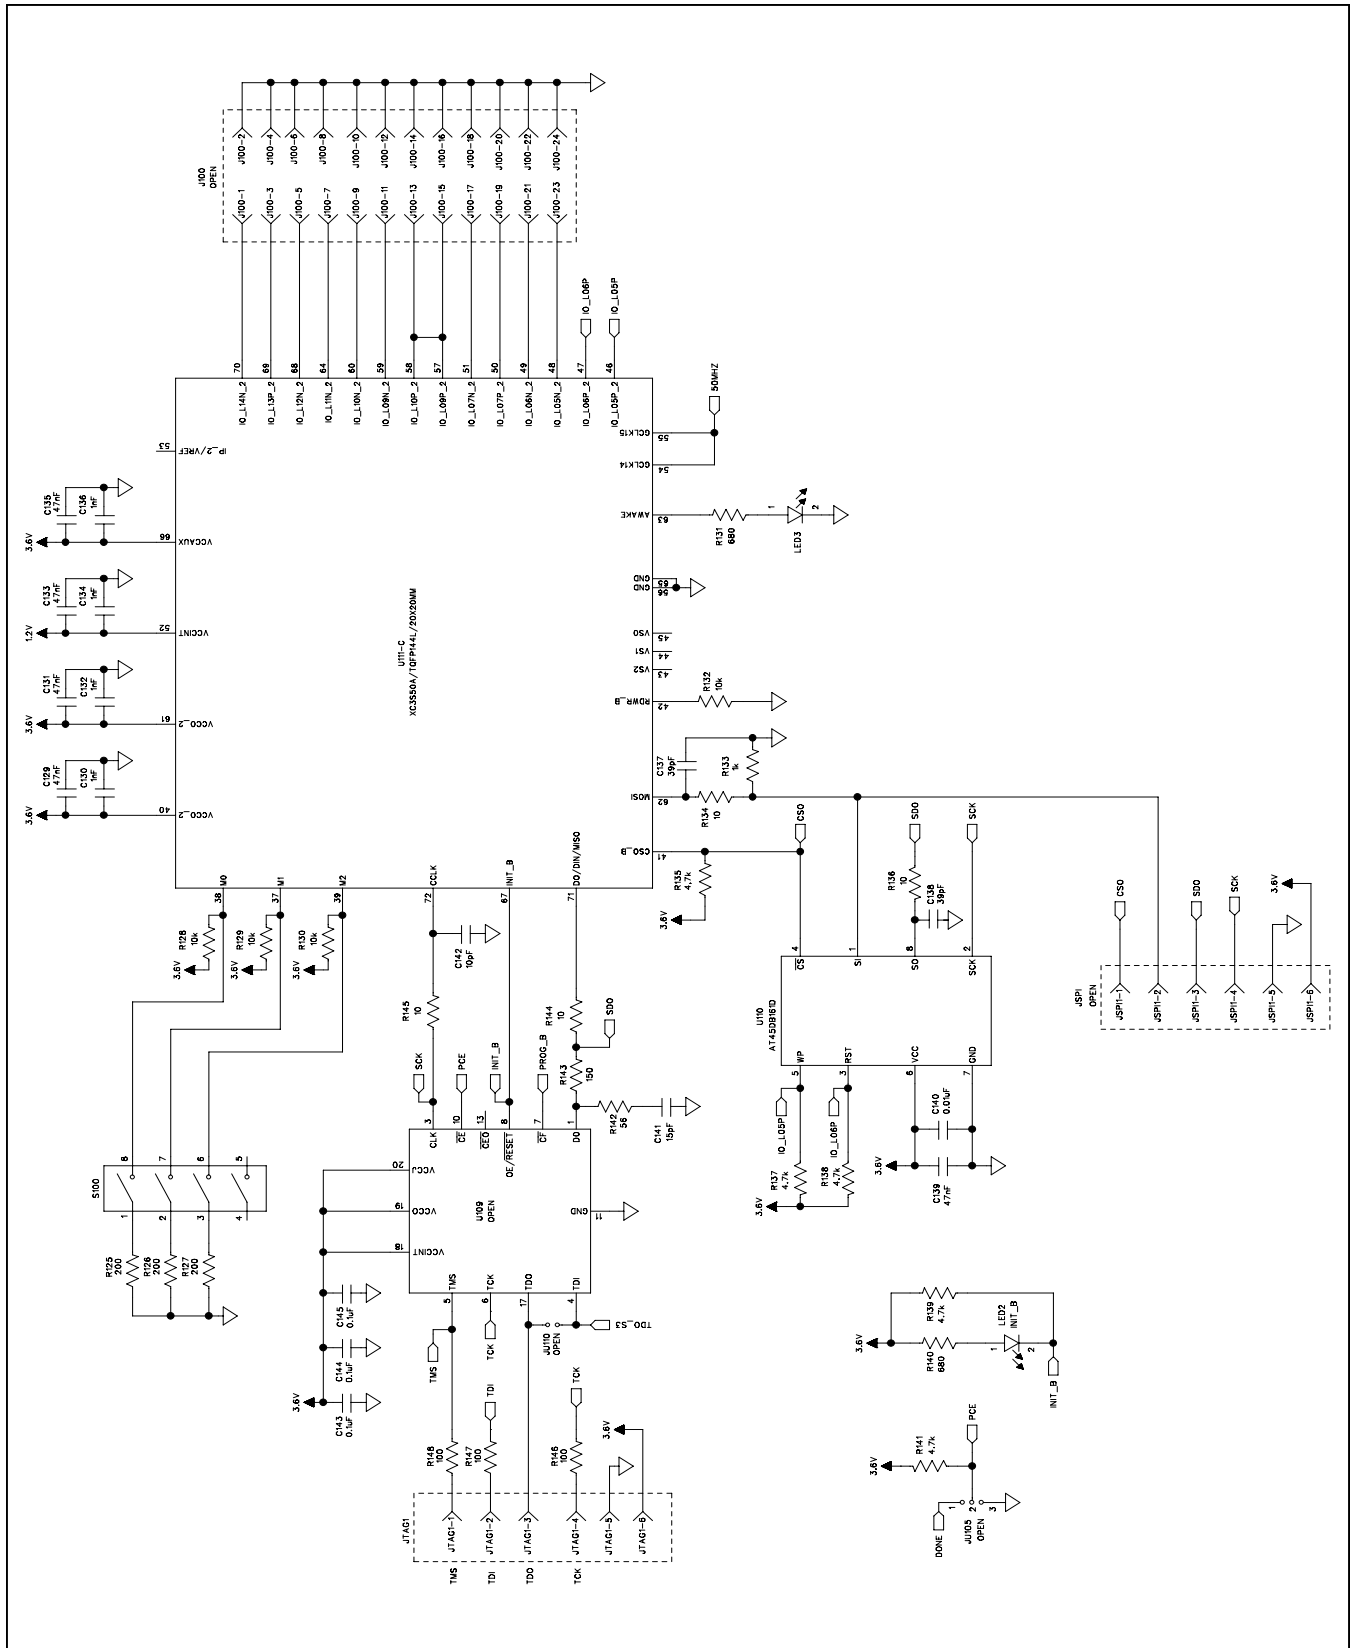 J100
OPEN
J100-1
J100-2
J100-3
J100-4
J100-5
J100-6
J100-7
J100-8
J100-9
J100-10
J100-11
J100-12
J100-13
J100-14
J100-15
J100-16
J100-17
J100-18
J100-19
J100-20
J100-21
J100-22
J100-23
J100-24
70
69
68
64
60
59
58
57
51
50
49
48
47
46
IO_L06P
IO_L05P
IO_L14N_2
IO_L13P_2
IO_L12N_2
IO_L11N_2
IO_L10N_2
IO_L09N_2
IO_L10P_2
IO_L09P_2
IO_L07N_2
IO_L07P_2
IO_L06N_2
IO_L05N_2
IO_L06P_2
IO_L05P_2
IP_2/VREF
53
C135
47nF
C136
1nF
3.6V
VCCAUX
66
C133
47nF
C134
1nF
1.2V
VCCINT
52
C131
47nF
C132
1nF
3.6V
VCCO_2
61
C129
47nF
C130
1nF
3.6V
VCCO_2
40
U111-C
XC3S50A/TQFP144L/20X20MM
GCLK15
55
GCLK14
54
50MHZ
AWAKE
63
R131
680
1
2
LED3
GND
65
GND
56
VS0
45
VS1
44
VS2
43
RDWR_B
42
R132
10k
C137
39pF
R133
1k
MOSI
62
R134
10
CSO_B
41
R135
4.7k
3.6V
M0
38
M1
37
M2
39
CCLK
72
INIT_B
67
D0/DIN/MISO
71
R128
10k
3.6V
R129
10k
3.6V
R130
10k
3.6V
C142
10pF
R145
10
R144
10
SDO
R143
150
R142
56
C141
15pF
SCK
PCE
INIT_B
PROG_B
3
10
13
8
7
1
CLK
CE
CEO
OE/RESET
CF
D0
VCCJ
20
VCCO
19
VCCINT
18
GND
11
U109
OPEN
TMS
TCK
TDO
TDI
5
6
17
4
S100
8
7
6
5
1
2
3
4
R125
200
R126
200
R127
200
C145
0.1uF
C144
0.1uF
C143
0.1uF
3.6V
TMS
TCK
JU110
OPEN
TDO_S3
R148
100
R147
100
TDI
R146
100
TCK
3.6V
JTAG1
JTAG1-1
JTAG1-2
JTAG1-3
JTAG1-4
JTAG1-5
JTAG1-6
TMS
TDI
TDO
TCK
CSO
SDO
SCK
R136
10
C138
39pF
4
1
8
2
CS
SI
SO
SCK
U110
AT45DB161D
WP
RST
VCC
GND
5
3
6
7
IO_L05P
IO_L06P
R137
4.7k
R138
4.7k
3.6V
C140
0.01uF
C139
47nF
3.6V
JSPI
OPEN
JSPI1-1
JSPI1-2
JSPI1-3
JSPI1-4
JSPI1-5
JSPI1-6
CSO
SDO
SCK
3.6V
R139
4.7k
R140
680
3.6V
LED2
INIT_B
1
2
INIT_B
R141
4.7k
3.6V
PCE
DONE
1
2
3
JU105
OPEN